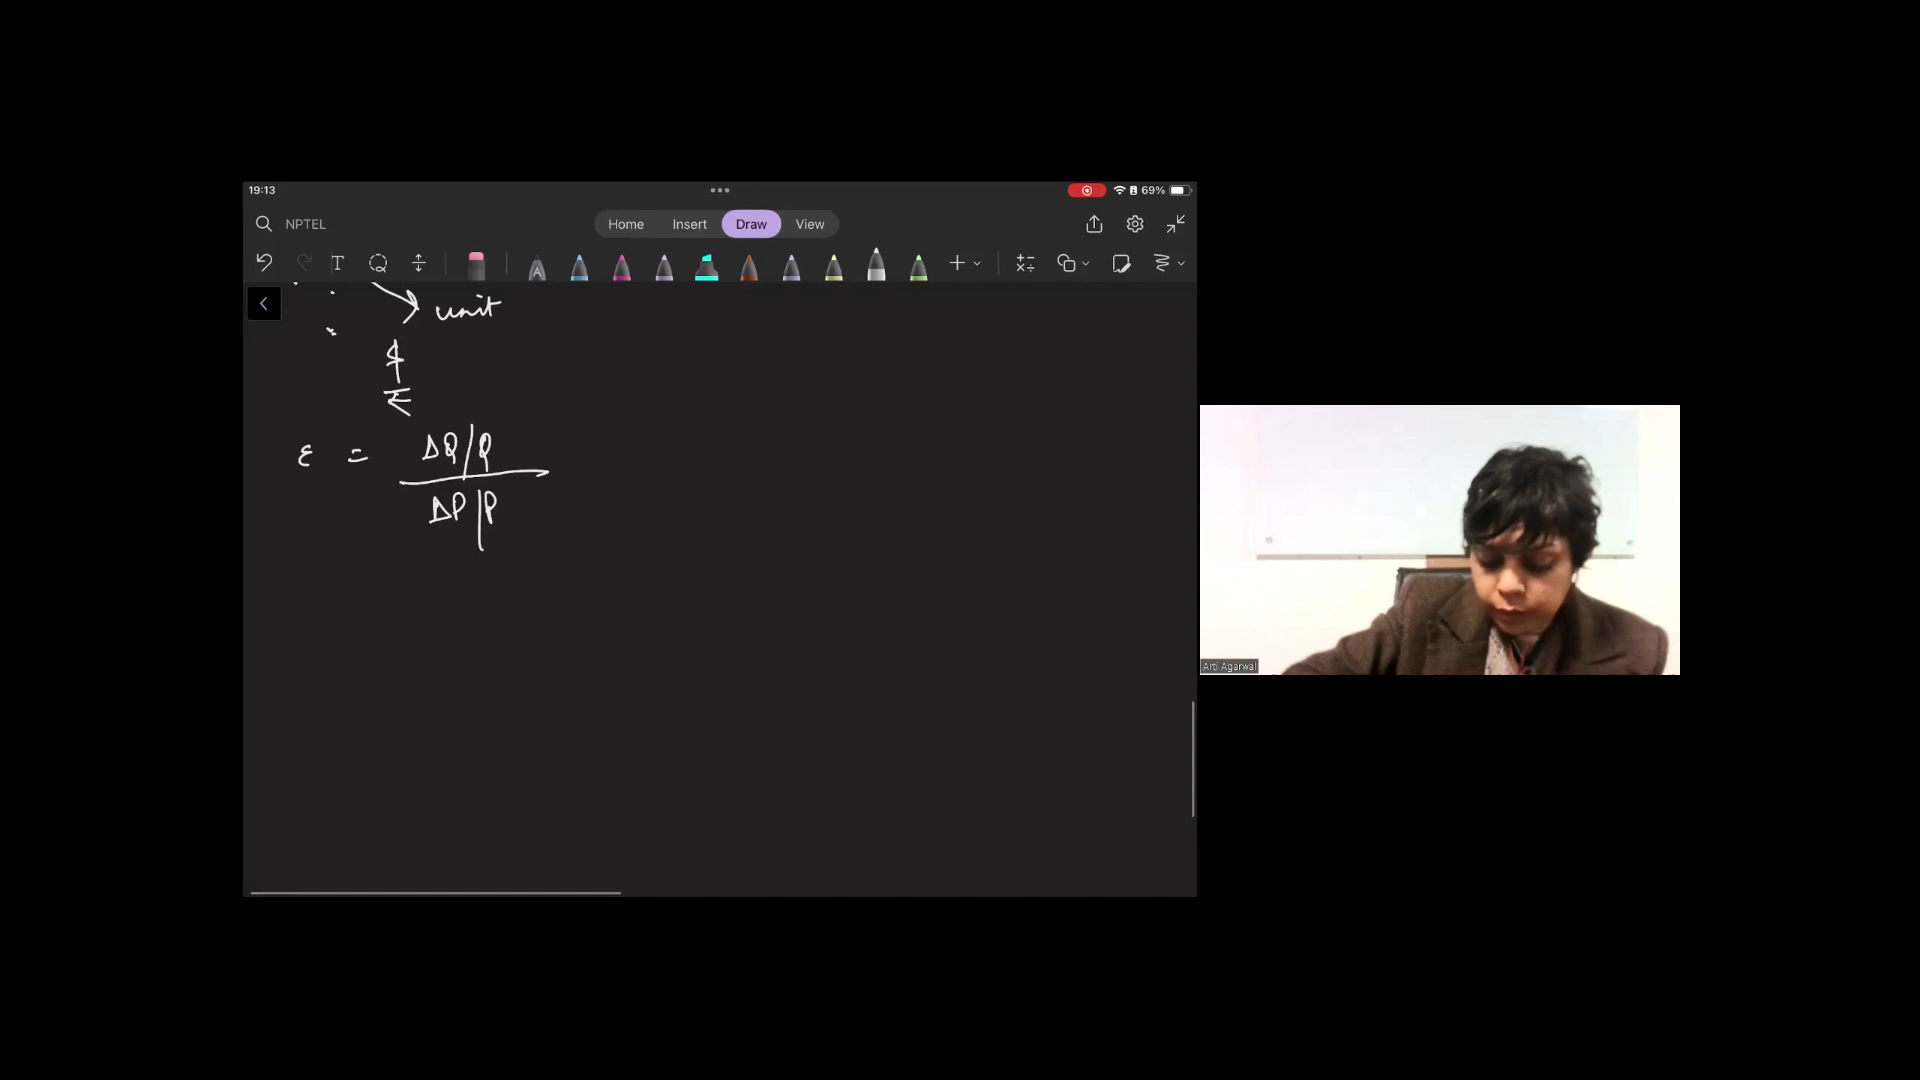 19:13
69%
NPTEL
Home Insert Draw View
A
unit
$
₹
ε = ΔQ/Q
ΔP/P
Arti Agarwal